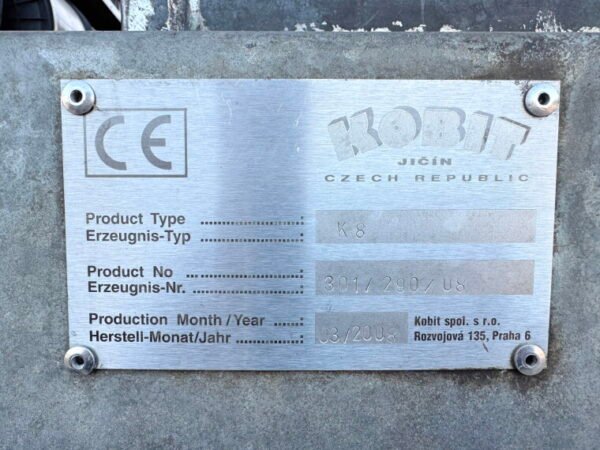 CE
KOBIT
JIČÍN
CZECH REPUBLIC
Product Type ......................:
Erzeugnis-Typ ......................: K8
Product No ......................:
Erzeugnis-Nr. ......................: 301/290/08
Production Month/Year ......:
Herstell-Monat/Jahr ............:
Kobit spol. s r.o.
Rozvojová 135, Praha 6